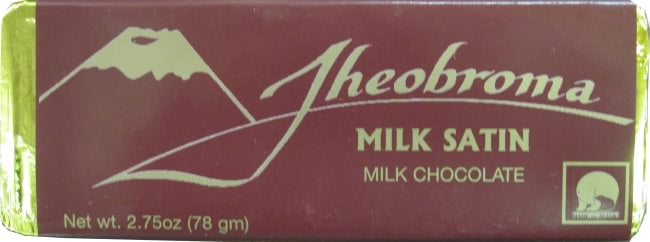 Theobroma
MILK SATIN
MILK CHOCOLATE
Net wt. 2.75oz (78 gm)